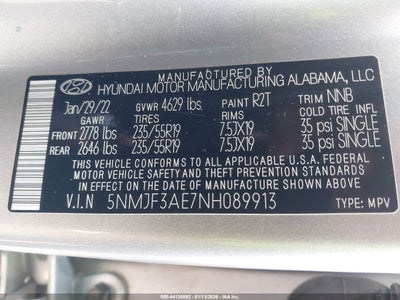 MANUFACTURED BY
HYUNDAI MOTOR MANUFACTURING ALABAMA, LLC
Jan/29/22 GVWR 4629 lbs. PAINT R2T TRIM NNB
GAWR TIRES RIMS COLD TIRE INFL
FRONT 2778 lbs 235/55R19 7.5JX19 35 psi SINGLE
REAR 2646 lbs 235/55R19 7.5JX19 35 psi SINGLE
THIS VEHICLE CONFORMS TO ALL APPLICABLE U.S.A. FEDERAL MOTOR
VEHICLE SAFETY AND THEFT PREVENTION STANDARDS IN
EFFECT ON THE DATE OF MANUFACTURE SHOWN ABOVE
V.I.N 5NMJF3AE7NH089913 TYPE: MPV